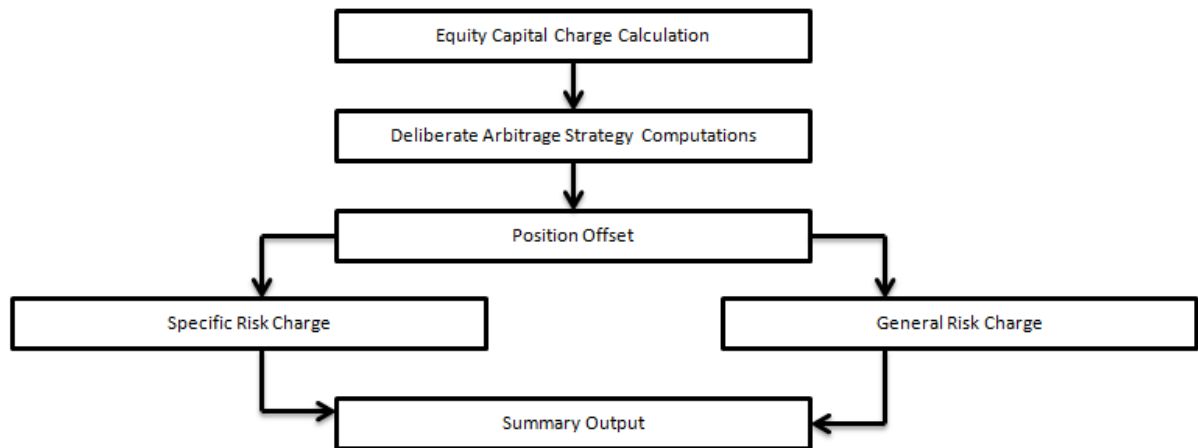 Equity Capital Charge Calculation
Deliberate Arbitrage Strategy Computations
Position Offset
Specific Risk Charge
General Risk Charge
Summary Output